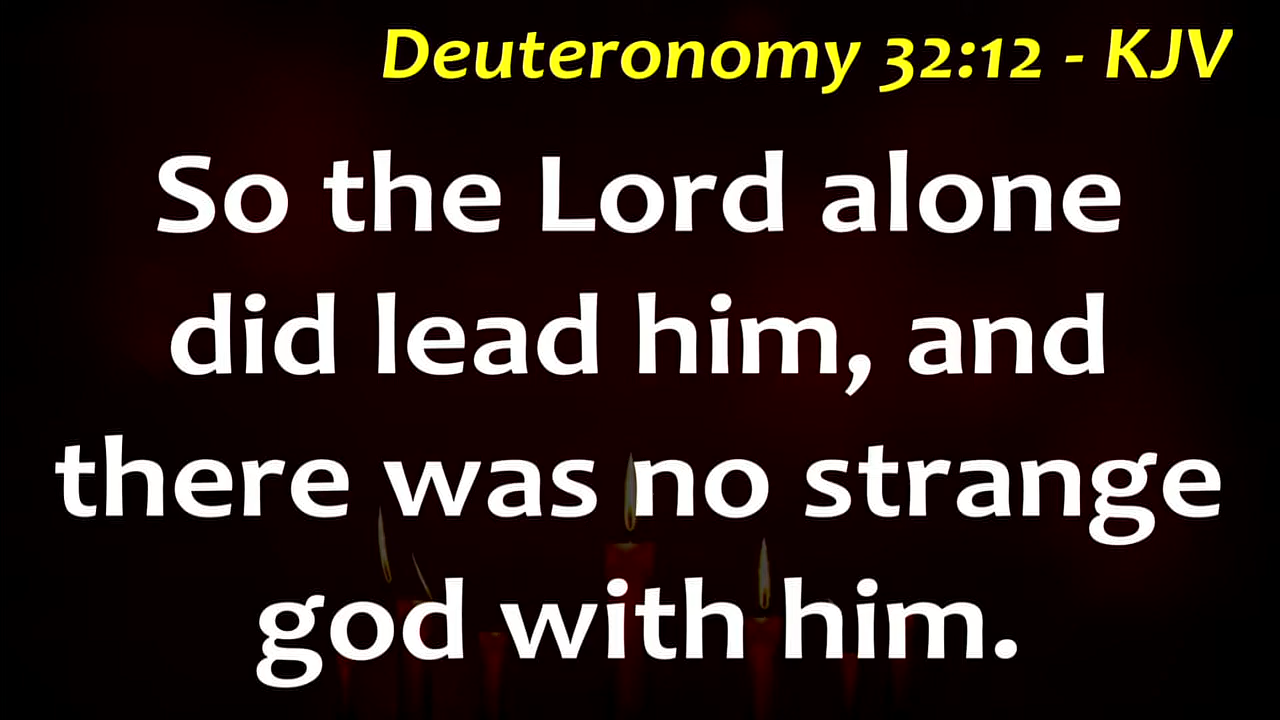 Deuteronomy 32:12 - KJV
So the Lord alone
did lead him, and
there was no strange
god with him.